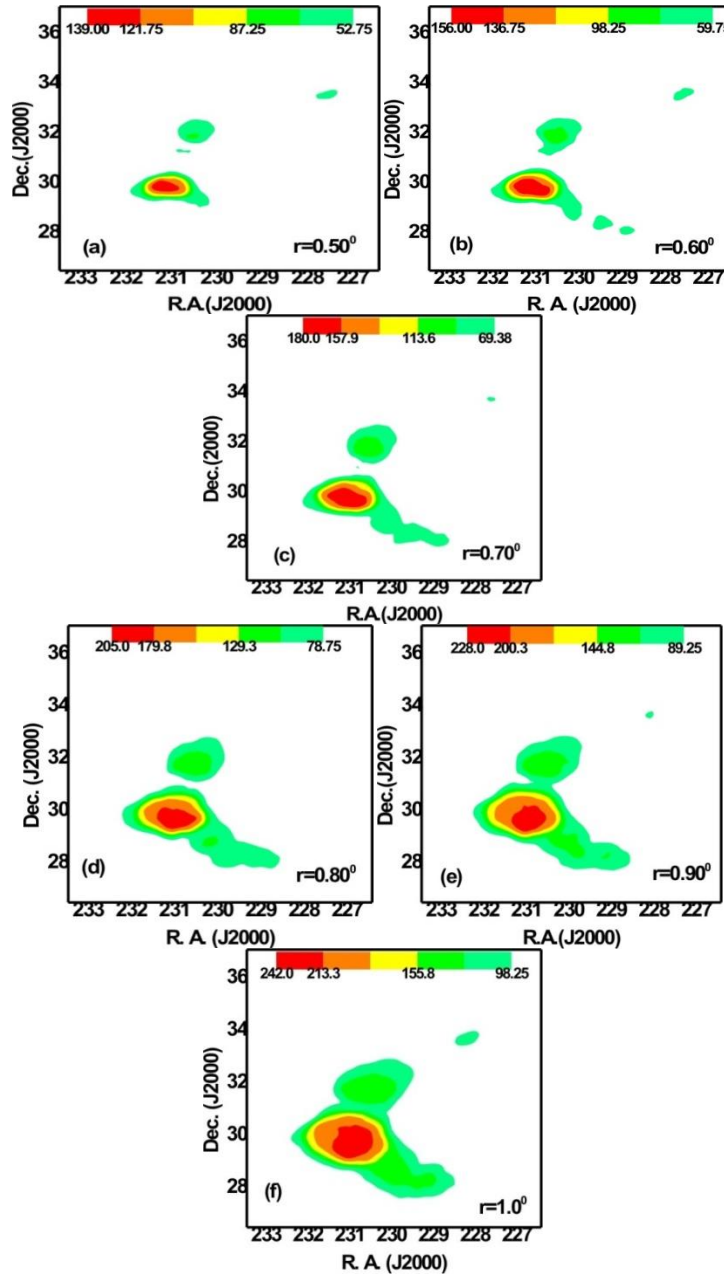 36
139.00 121.75 87.25 52.75
34
32
30
28
Dec.(J2000)
(a)
r=0.50⁰
233 232 231 230 229 228 227
R.A.(J2000)
36
156.00 136.75 98.25 59.75
34
32
30
28
Dec. (J2000)
(b)
r=0.60⁰
233 232 231 230 229 228 227
R. A. (J2000)
36
180.0 157.9 113.6 69.38
34
32
30
28
Dec.(2000)
(c)
r=0.70⁰
233 232 231 230 229 228 227
R.A.(J2000)
36
205.0 179.8 129.3 78.75
34
32
30
28
Dec. (J2000)
(d)
r=0.80⁰
233 232 231 230 229 228 227
R. A. (J2000)
36
228.0 200.3 144.8 89.25
34
32
30
28
Dec.(J2000)
(e)
r=0.90⁰
233 232 231 230 229 228 227
R.A.(J2000)
36
242.0 213.3 155.8 98.25
34
32
30
28
Dec. (J2000)
(f)
r=1.0⁰
233 232 231 230 229 228 227
R. A. (J2000)